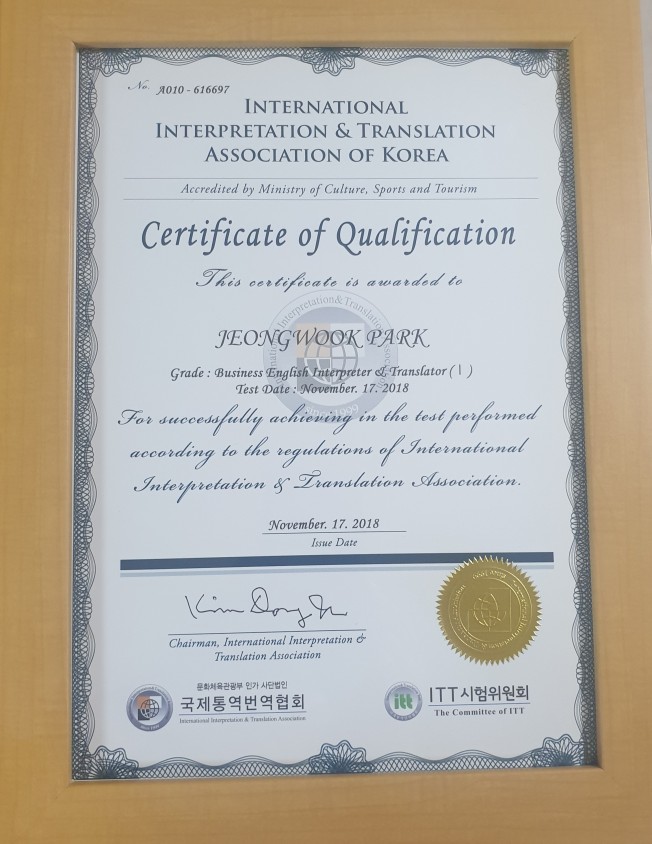 No. A010 - 616697
INTERNATIONAL
INTERPRETATION & TRANSLATION
ASSOCIATION OF KOREA
Accredited by Ministry of Culture, Sports and Tourism
Certificate of Qualification
This certificate is awarded to
JEONGWOOK PARK
Grade : Business English Interpreter & Translator ( 1 )
Test Date : November. 17. 2018
For successfully achieving in the test performed
according to the regulations of International
Interpretation & Translation Association.
November. 17. 2018
Issue Date
Kim Dong
Chairman, International Interpretation &
Translation Association
문화체육관광부 인가 사단법인
국제통역번역협회
International Interpretation & Translation Association
itt
ITT시험위원회
The Committee of ITT